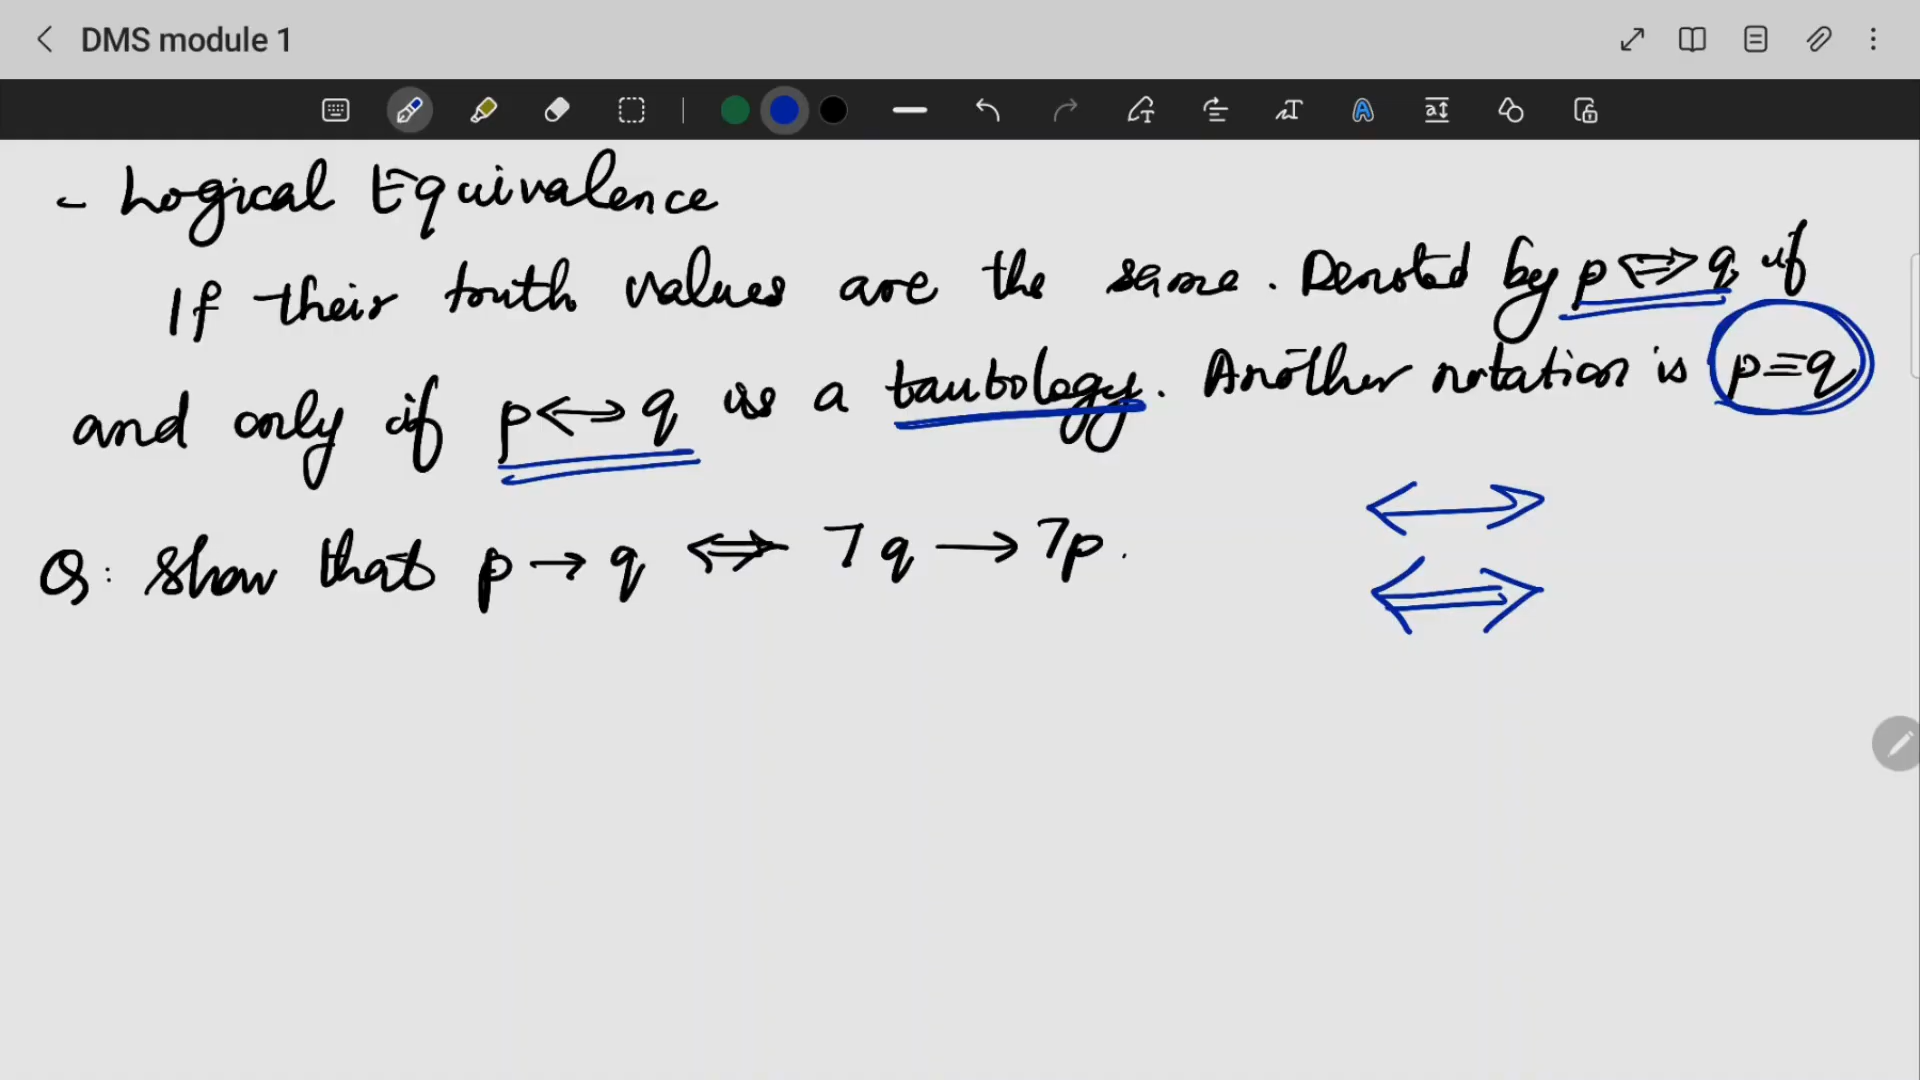 DMS module 1
- Logical Equivalence
If their truth values are the same. Denoted by p ⟺ q if
and only if p ↔ q is a tautology. Another notation is p ≡ q
Q: Show that p → q ⟺ ¬q → ¬p.